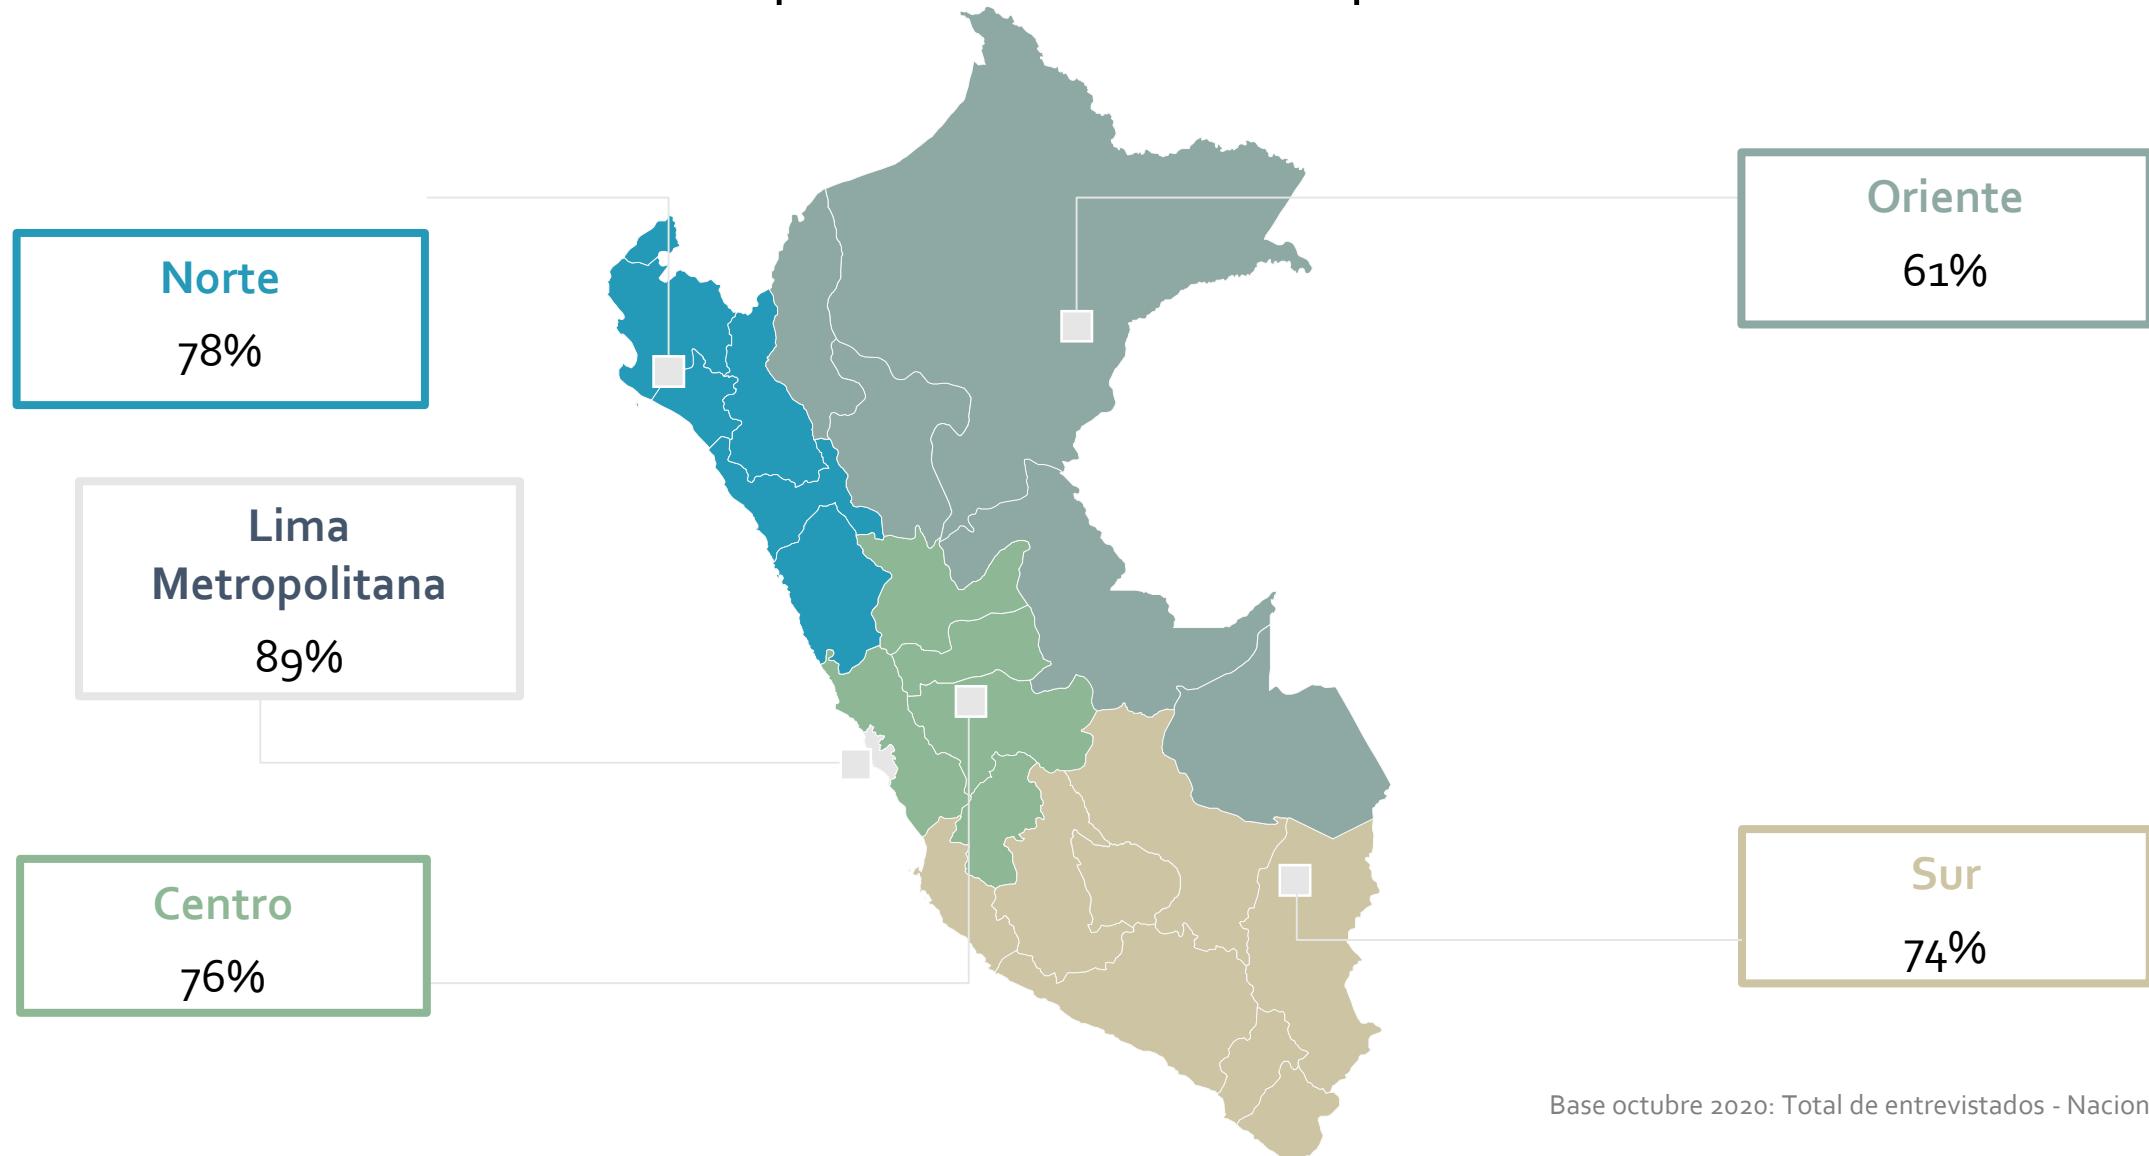 Norte
78%
Oriente
61%
Lima
Metropolitana
89%
Centro
76%
Sur
74%
Base octubre 2020: Total de entrevistados - Nacion